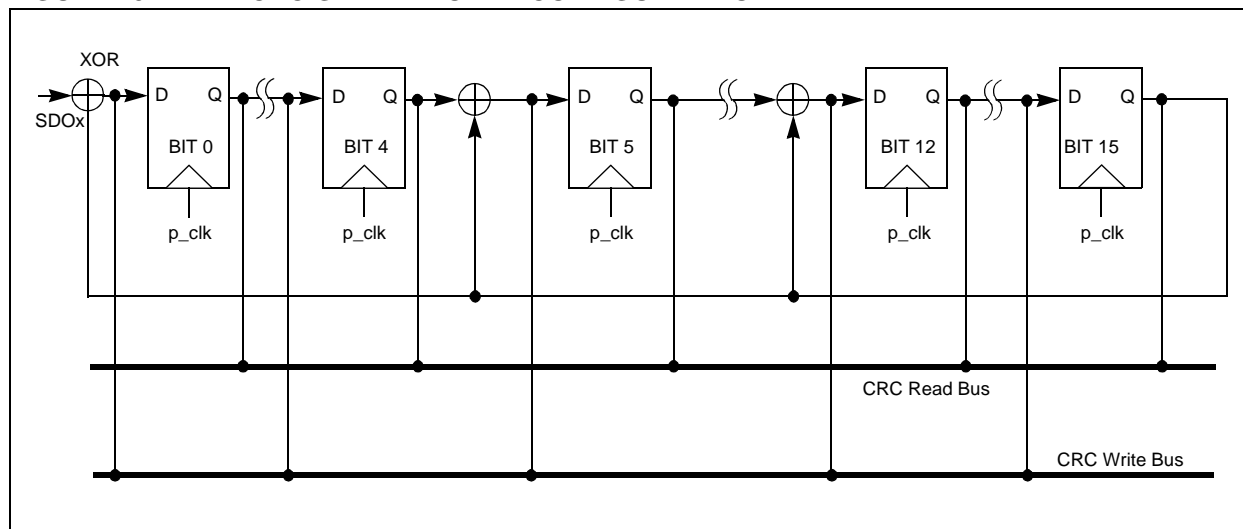 XOR
D Q D Q D Q D Q D Q
SDOx
BIT 0 BIT 4 BIT 5 BIT 12 BIT 15
p_clk p_clk p_clk p_clk p_clk
CRC Read Bus
CRC Write Bus